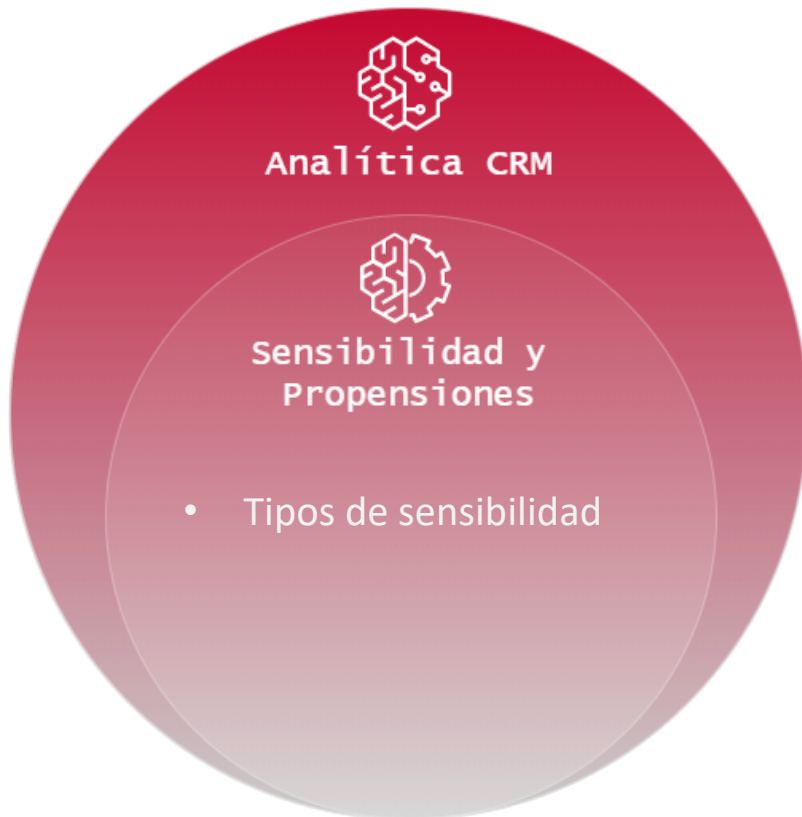 Analítica CRM
Sensibilidad y
Propensiones
• Tipos de sensibilidad